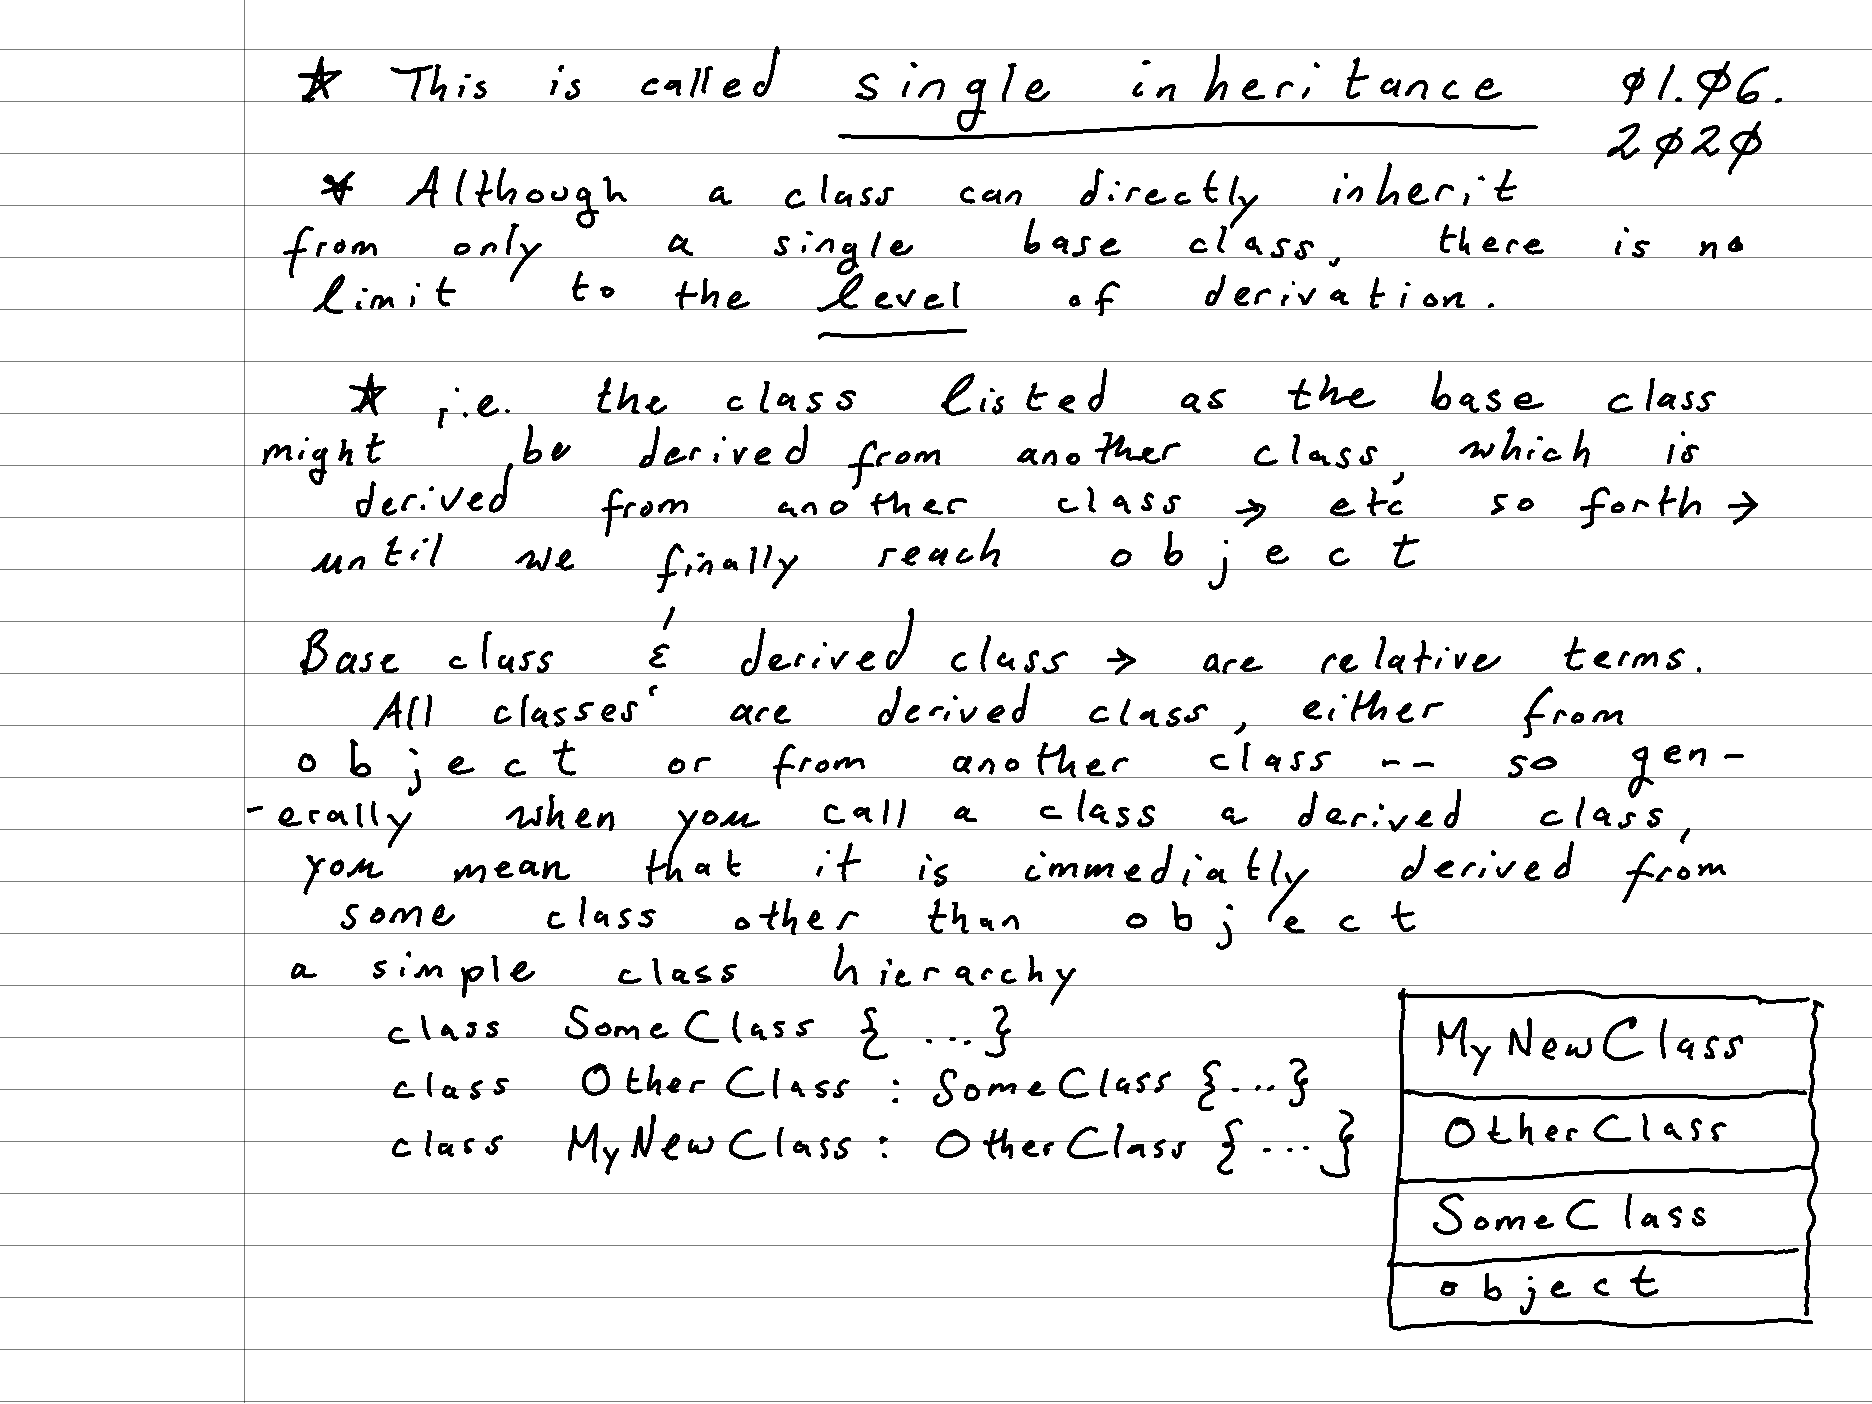 ☆ This is called single inheritance ø1.ø6.
2ø2ø
* Although a class can directly inherit
from only a single base class, there is no
limit to the level of derivation.
☆ i.e. the class listed as the base class
might be derived from another class, which is
derived from another class → etc so forth →
until we finally reach object
Base class & derived class → are relative terms.
All classes are derived class, either from
object or from another class -- so gen-
-erally when you call a class a derived class,
you mean that it is immediatly derived from
some class other than object
a simple class hierarchy
class SomeClass { ...}
class OtherClass : SomeClass {...}
class MyNewClass : OtherClass { ...}
MyNewClass
OtherClass
SomeClass
object